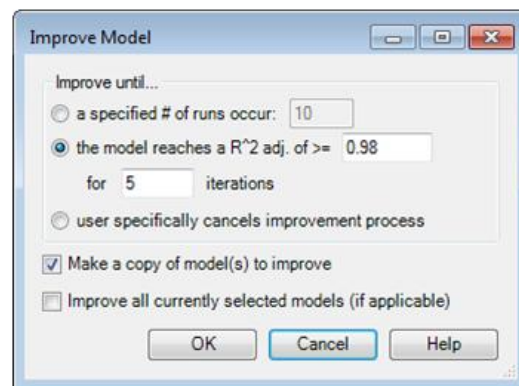 Improve Model
Improve until...
a specified # of runs occur: 10
the model reaches a R^2 adj. of >= 0.98
for 5 iterations
user specifically cancels improvement process
Make a copy of model(s) to improve
Improve all currently selected models (if applicable)
OK Cancel Help